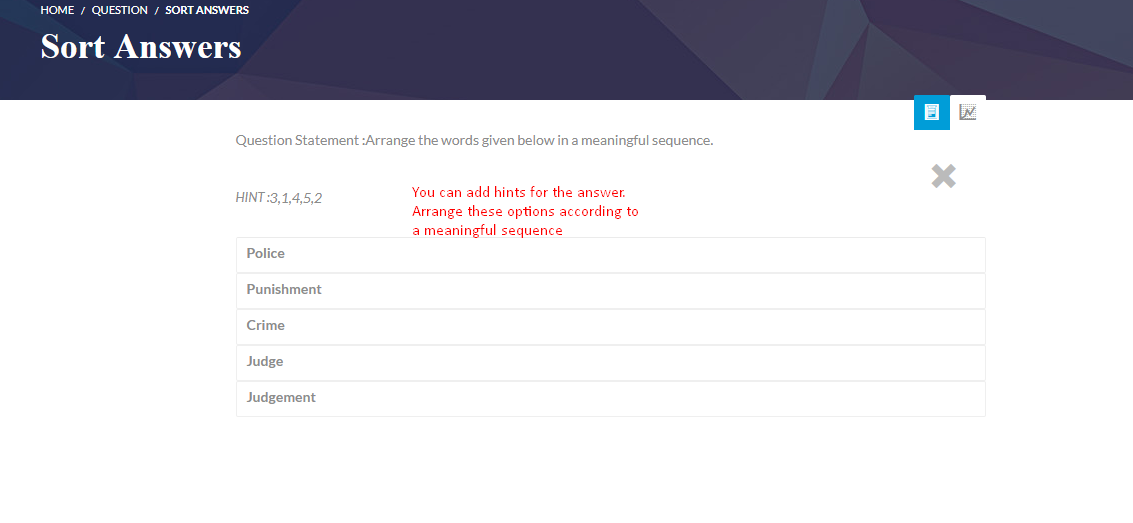 HOME / QUESTION / SORT ANSWERS
Sort Answers
Question Statement :Arrange the words given below in a meaningful sequence.
HINT :3,1,4,5,2
You can add hints for the answer.
Arrange these options according to
a meaningful sequence
Police
Punishment
Crime
Judge
Judgement